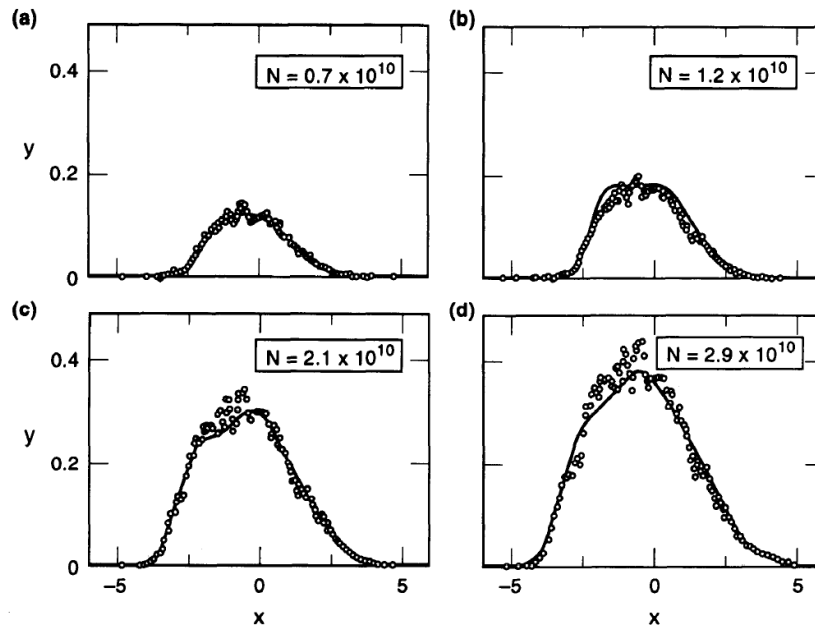 (a)
0.4
N = 0.7 x 10^10
y
0.2
0
(b)
N = 1.2 x 10^10
(c)
0.4
N = 2.1 x 10^10
y
0.2
0
−5 0 5
x
(d)
N = 2.9 x 10^10
−5 0 5
x